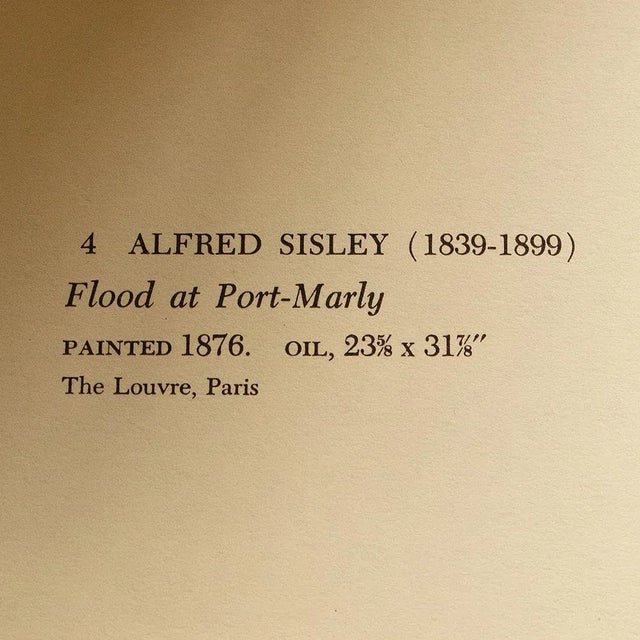 4 ALFRED SISLEY (1839-1899)
Flood at Port-Marly
PAINTED 1876. OIL, 23⅝ x 31⅞"
The Louvre, Paris